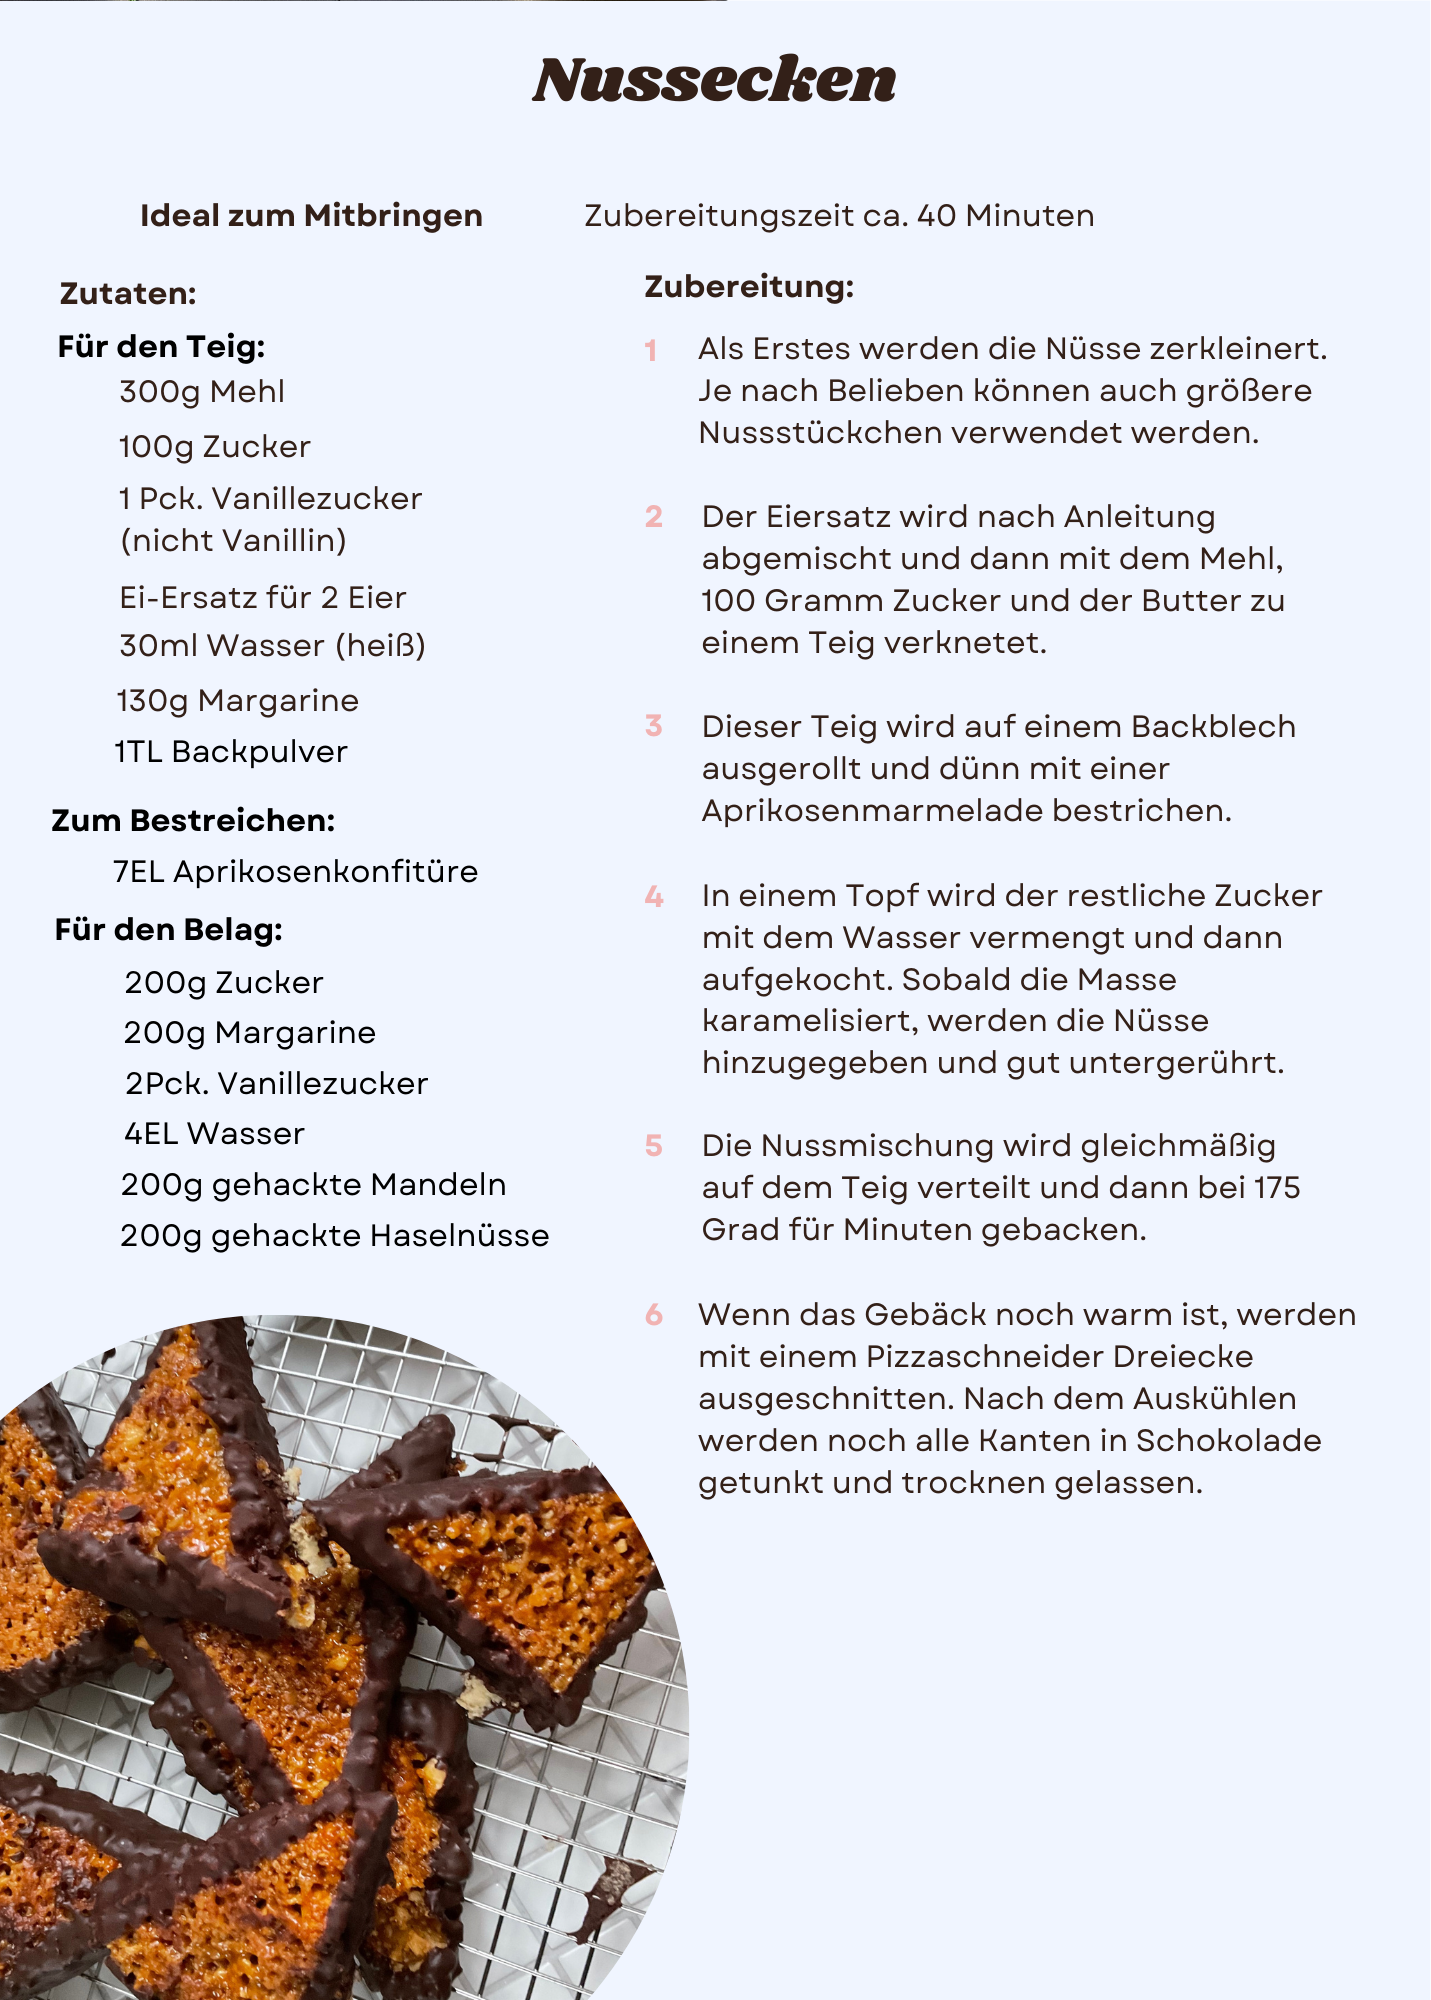 Nussecken
Ideal zum Mitbringen
Zubereitungszeit ca. 40 Minuten
Zutaten:
Für den Teig:
300g Mehl
100g Zucker
1 Pck. Vanillezucker
(nicht Vanillin)
Ei-Ersatz für 2 Eier
30ml Wasser (heiß)
130g Margarine
1TL Backpulver
Zum Bestreichen:
7EL Aprikosenkonfitüre
Für den Belag:
200g Zucker
200g Margarine
2Pck. Vanillezucker
4EL Wasser
200g gehackte Mandeln
200g gehackte Haselnüsse
Zubereitung:
1 Als Erstes werden die Nüsse zerkleinert.
Je nach Belieben können auch größere
Nussstückchen verwendet werden.
2 Der Eiersatz wird nach Anleitung
abgemischt und dann mit dem Mehl,
100 Gramm Zucker und der Butter zu
einem Teig verknetet.
3 Dieser Teig wird auf einem Backblech
ausgerollt und dünn mit einer
Aprikosenmarmelade bestrichen.
4 In einem Topf wird der restliche Zucker
mit dem Wasser vermengt und dann
aufgekocht. Sobald die Masse
karamelisiert, werden die Nüsse
hinzugegeben und gut untergerührt.
5 Die Nussmischung wird gleichmäßig
auf dem Teig verteilt und dann bei 175
Grad für Minuten gebacken.
6 Wenn das Gebäck noch warm ist, werden
mit einem Pizzaschneider Dreiecke
ausgeschnitten. Nach dem Auskühlen
werden noch alle Kanten in Schokolade
getunkt und trocknen gelassen.